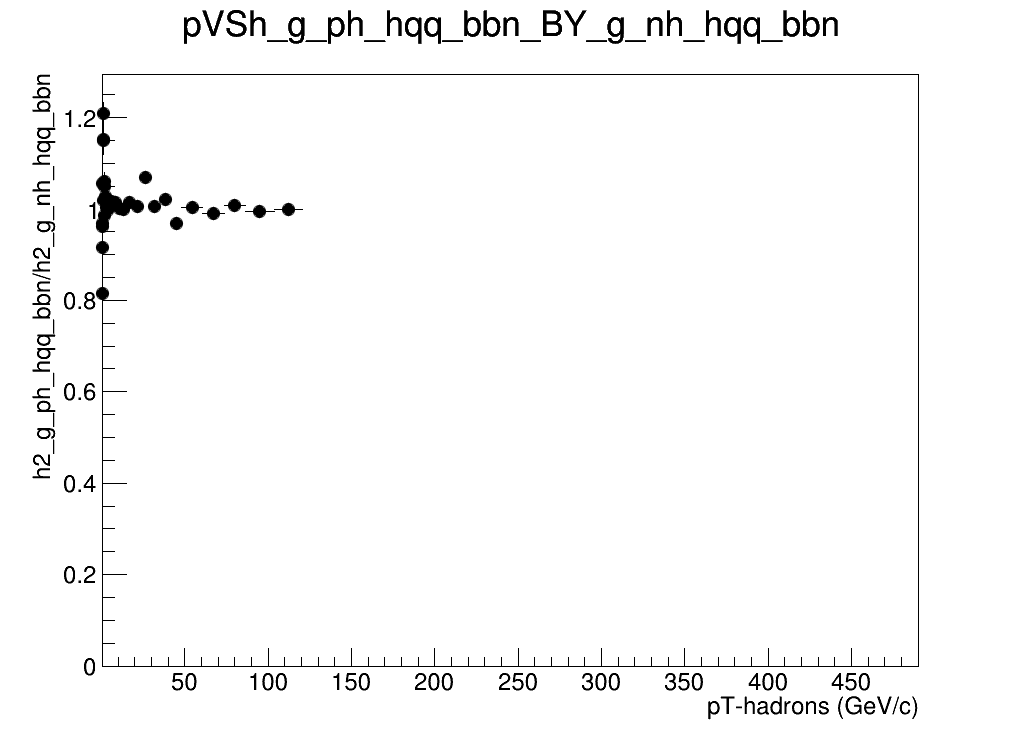 pVSh_g_ph_hqq_bbn_BY_g_nh_hqq_bbn
h2_g_ph_hqq_bbn/h2_g_nh_hqq_bbn
1.2
1
0.8
0.6
0.4
0.2
0
50 100 150 200 250 300 350 400 450
pT-hadrons (GeV/c)